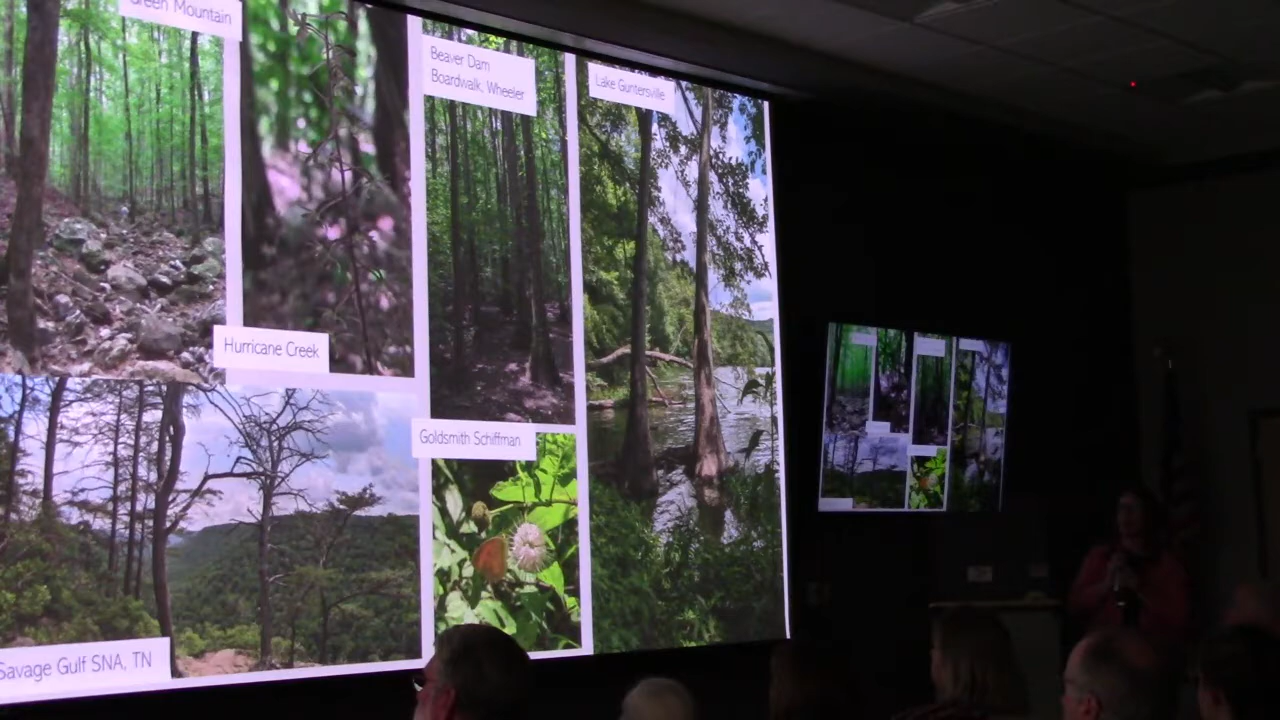 Green Mountain
Hurricane Creek
Beaver Dam
Boardwalk, Wheeler
Lake Guntersville
Goldsmith Schiffman
Savage Gulf SNA, TN